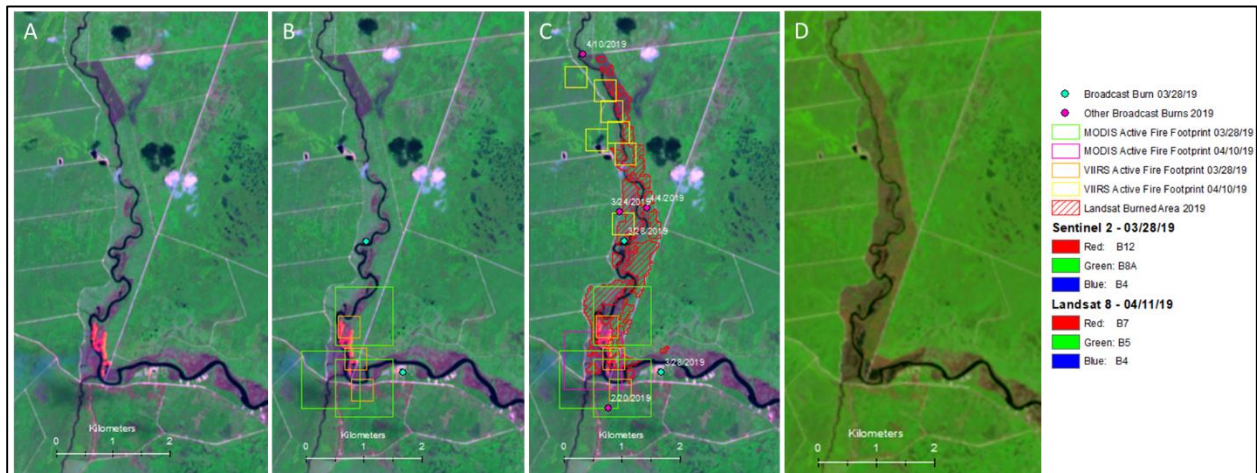 A
B
C
D
4/10/2019
3/24/2019
4/4/2019
3/28/2019
3/28/2019
2/20/2019
Kilometers
0 1 2
Kilometers
0 1 2
Kilometers
0 1 2
Kilometers
0 1 2
Broadcast Burn 03/28/19
Other Broadcast Burns 2019
MODIS Active Fire Footprint 03/28/19
MODIS Active Fire Footprint 04/10/19
VIIRS Active Fire Footprint 03/28/19
VIIRS Active Fire Footprint 04/10/19
Landsat Burned Area 2019
Sentinel 2 - 03/28/19
Red: B12
Green: B8A
Blue: B4
Landsat 8 - 04/11/19
Red: B7
Green: B5
Blue: B4